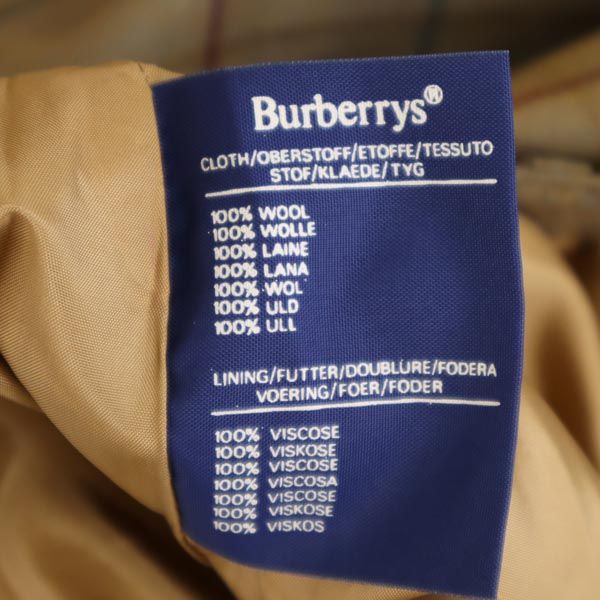 Burberrys®
CLOTH/OBERSTOFF/ETOFFE/TESSUTO
STOF/KLAEDE/TYG
100% WOOL
100% WOLLE
100% LAINE
100% LANA
100% WOL
100% ULD
100% ULL
LINING/FUTTER/DOUBLURE/FODERA
VOERING/FOER/FODER
100% VISCOSE
100% VISKOSE
100% VISCOSE
100% VISCOSA
100% VISCOSE
100% VISKOSE
100% VISKOS